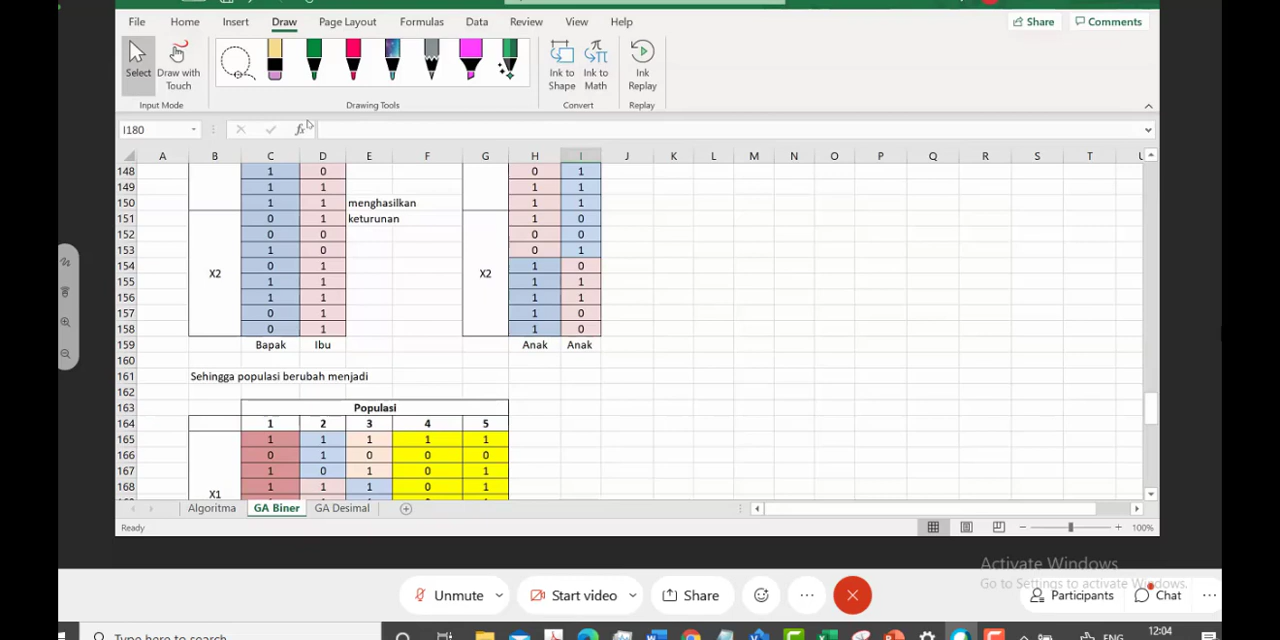 File Home Insert Draw Page Layout Formulas Data Review View Help Share Comments
Select Draw with Touch Ink to Shape Ink to Math Ink Replay
Input Mode Drawing Tools Convert Replay
I180 fx
A B C D E F G H I J K L M N O P Q R S T U
148 1 0 0 1
149 1 1 1 1
150 1 1 menghasilkan 1 1
151 0 1 keturunan 1 0
152 0 0 0 0
153 1 0 0 1
154 0 1 1 0
X2 X2
155 1 1 1 1
156 1 1 1 1
157 0 1 1 0
158 0 1 1 0
159 Bapak Ibu Anak Anak
160
161 Sehingga populasi berubah menjadi
162
163 Populasi
164 1 2 3 4 5
165 1 1 1 1 1
166 0 1 0 0 0
167 1 0 1 0 1
168 1 1 1 0 1
X1
Algoritma GA Biner GA Desimal
Ready 100%
Activate Windows
Go to Settings to activate Windows.
Unmute Start video Share Participants Chat
Type here to search 12:04